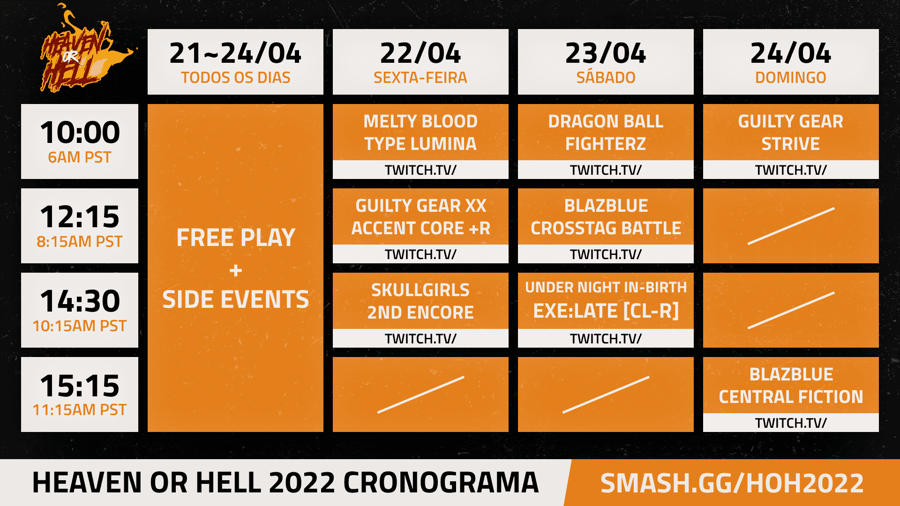 HEAVEN
OR
HELL
21~24/04
TODOS OS DIAS
22/04
SEXTA-FEIRA
23/04
SÁBADO
24/04
DOMINGO
10:00
6AM PST
12:15
8:15AM PST
14:30
10:15AM PST
15:15
11:15AM PST
FREE PLAY
+
SIDE EVENTS
MELTY BLOOD
TYPE LUMINA
TWITCH.TV/
GUILTY GEAR XX
ACCENT CORE +R
TWITCH.TV/
SKULLGIRLS
2ND ENCORE
TWITCH.TV/
DRAGON BALL
FIGHTERZ
TWITCH.TV/
BLAZBLUE
CROSSTAG BATTLE
TWITCH.TV/
UNDER NIGHT IN-BIRTH
EXE:LATE [CL-R]
TWITCH.TV/
GUILTY GEAR
STRIVE
TWITCH.TV/
BLAZBLUE
CENTRAL FICTION
TWITCH.TV/
HEAVEN OR HELL 2022 CRONOGRAMA
SMASH.GG/HOH2022